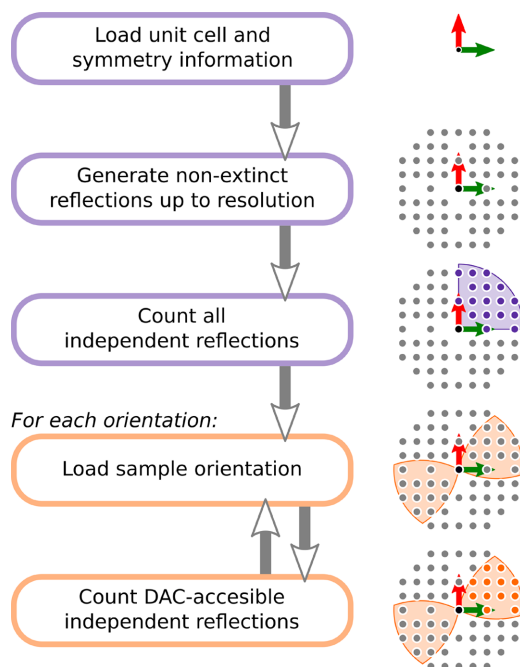 Load unit cell and
symmetry information
Generate non-extinct
reflections up to resolution
Count all
independent reflections
For each orientation:
Load sample orientation
Count DAC-accesible
independent reflections